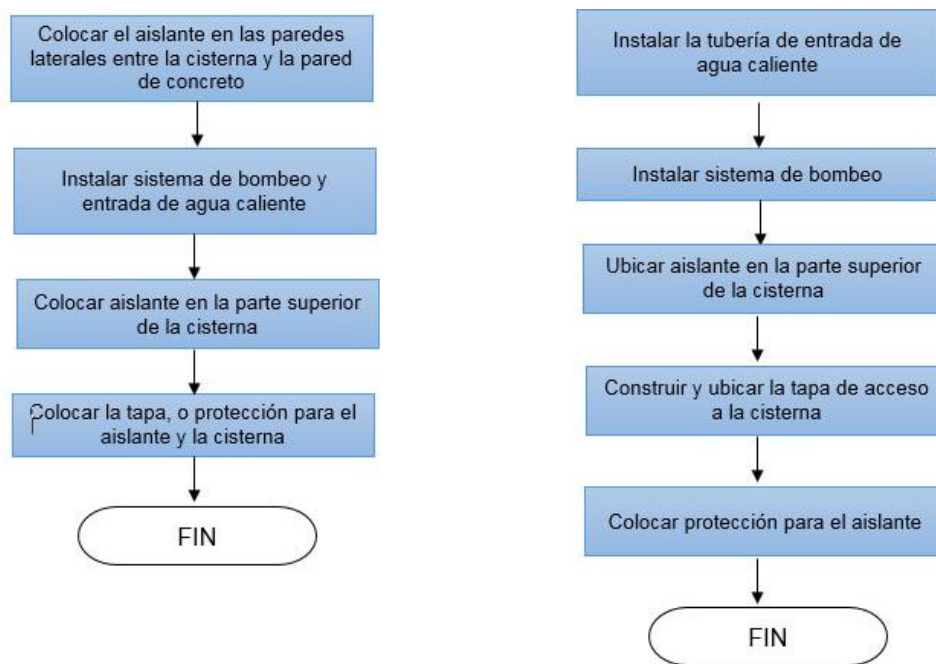 Colocar el aislante en las paredes
laterales entre la cisterna y la pared
de concreto
Instalar sistema de bombeo y
entrada de agua caliente
Colocar aislante en la parte superior
de la cisterna
Colocar la tapa, o protección para el
aislante y la cisterna
FIN
Instalar la tubería de entrada de
agua caliente
Instalar sistema de bombeo
Ubicar aislante en la parte superior
de la cisterna
Construir y ubicar la tapa de acceso
a la cisterna
Colocar protección para el aislante
FIN